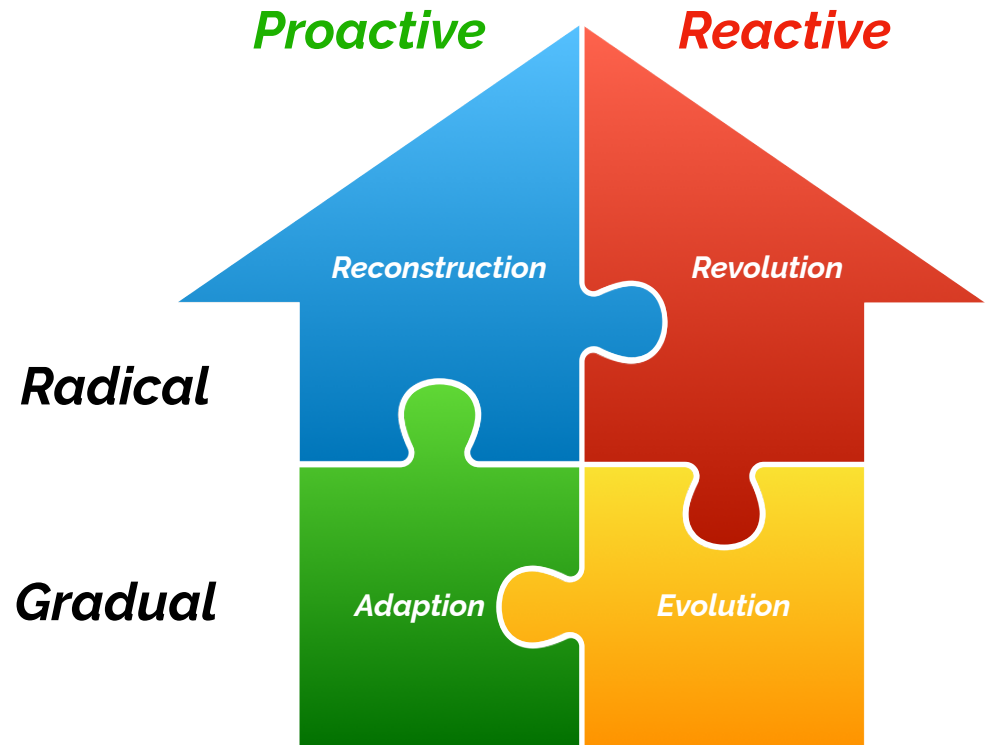 Proactive
Reactive
Reconstruction
Revolution
Radical
Gradual
Adaption
Evolution